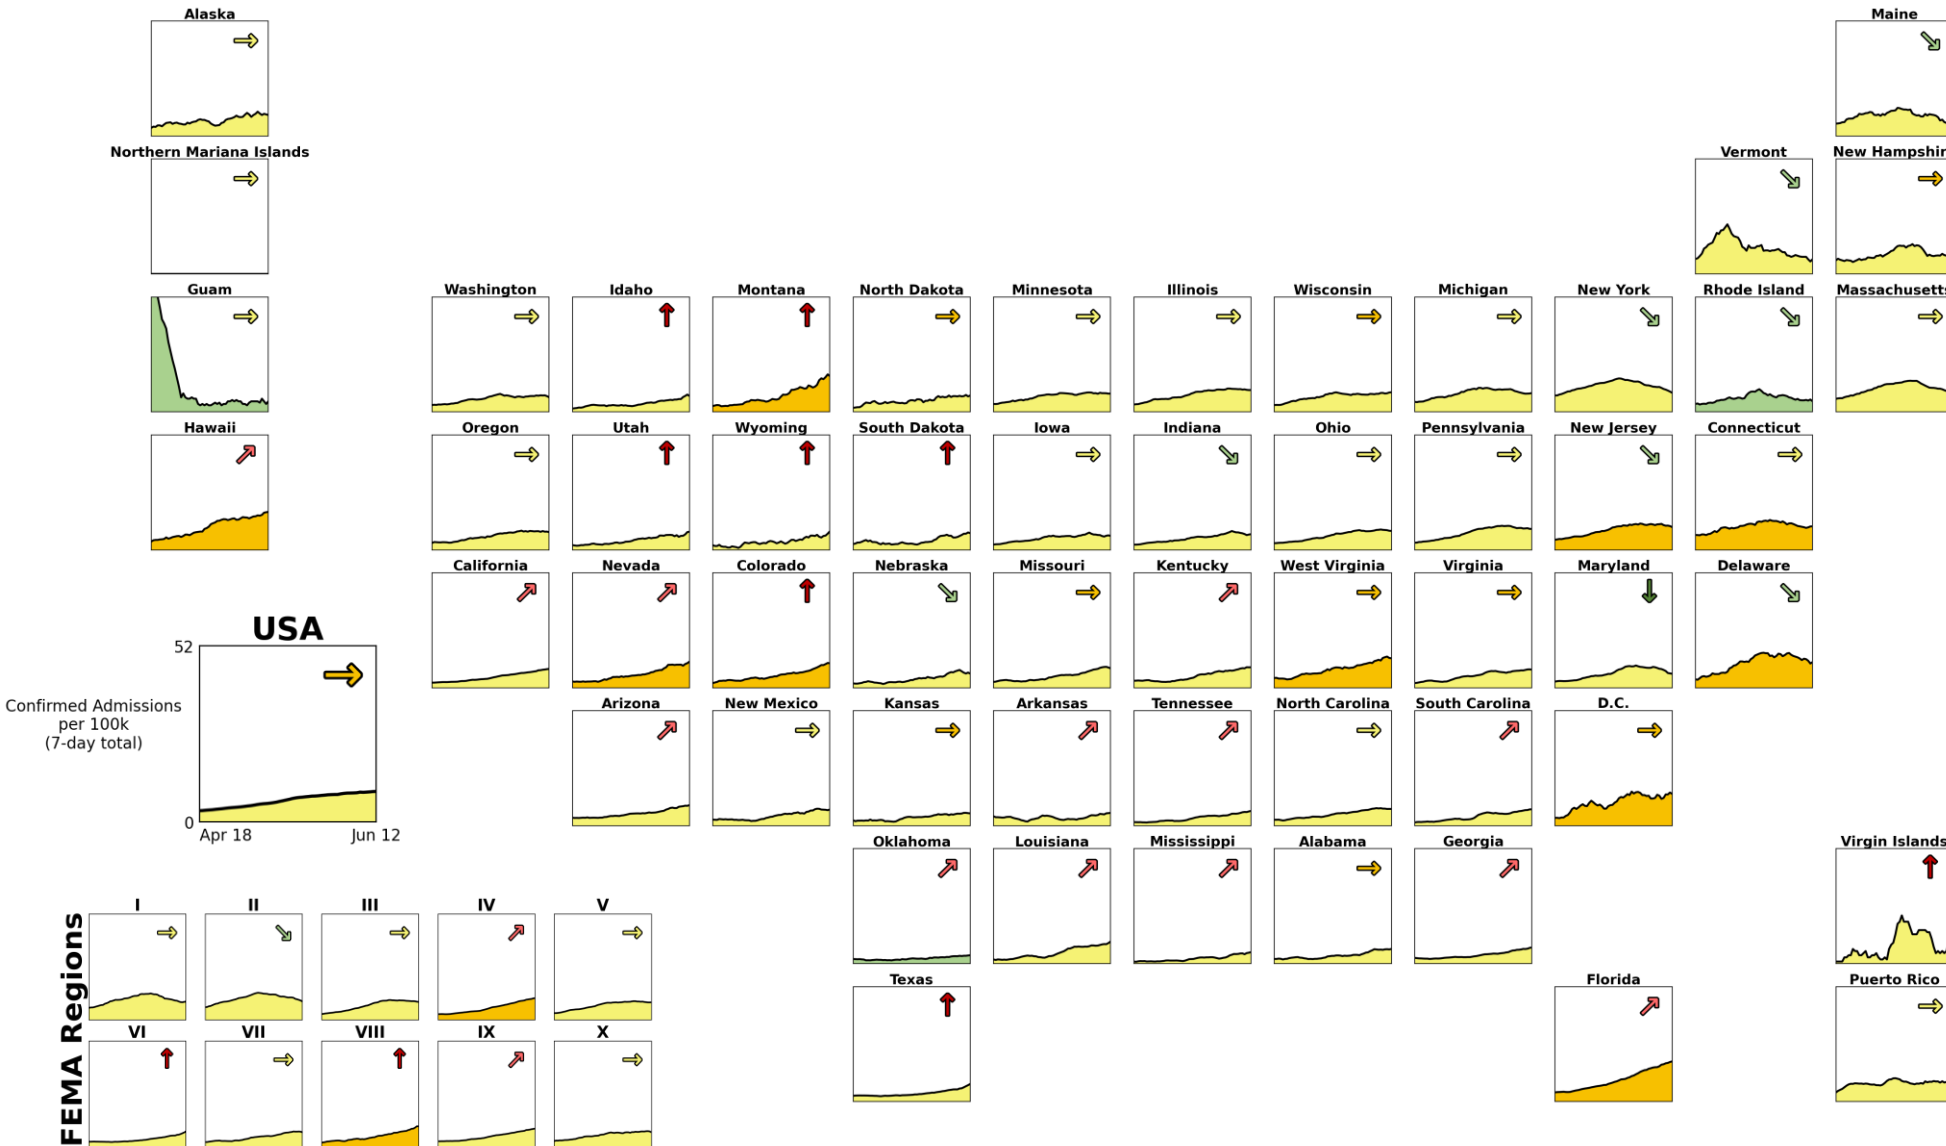 Alaska
Maine
Northern Mariana Islands
Vermont
New Hampshir
Guam
Washington
Idaho
Montana
North Dakota
Minnesota
Illinois
Wisconsin
Michigan
New York
Rhode Island
Massachusetts
Hawaii
Oregon
Utah
Wyoming
South Dakota
Iowa
Indiana
Ohio
Pennsylvania
New Jersey
Connecticut
California
Nevada
Colorado
Nebraska
Missouri
Kentucky
West Virginia
Virginia
Maryland
Delaware
USA
52
Confirmed Admissions
per 100k
(7-day total)
0
Apr 18
Jun 12
Arizona
New Mexico
Kansas
Arkansas
Tennessee
North Carolina
South Carolina
D.C.
Oklahoma
Louisiana
Mississippi
Alabama
Georgia
Virgin Islands
Texas
Florida
Puerto Rico
FEMA Regions
I
II
III
IV
V
VI
VII
VIII
IX
X